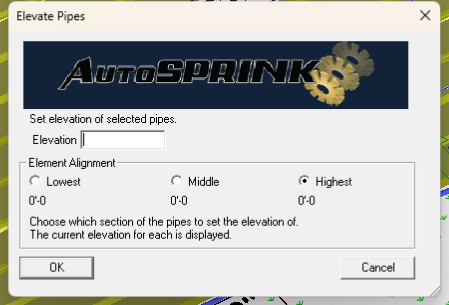 Elevate Pipes
AutoSPRINK
Set elevation of selected pipes.
Elevation
Element Alignment
Lowest Middle Highest
0'-0 0'-0 0'-0
Choose which section of the pipes to set the elevation of.
The current elevation for each is displayed.
OK Cancel